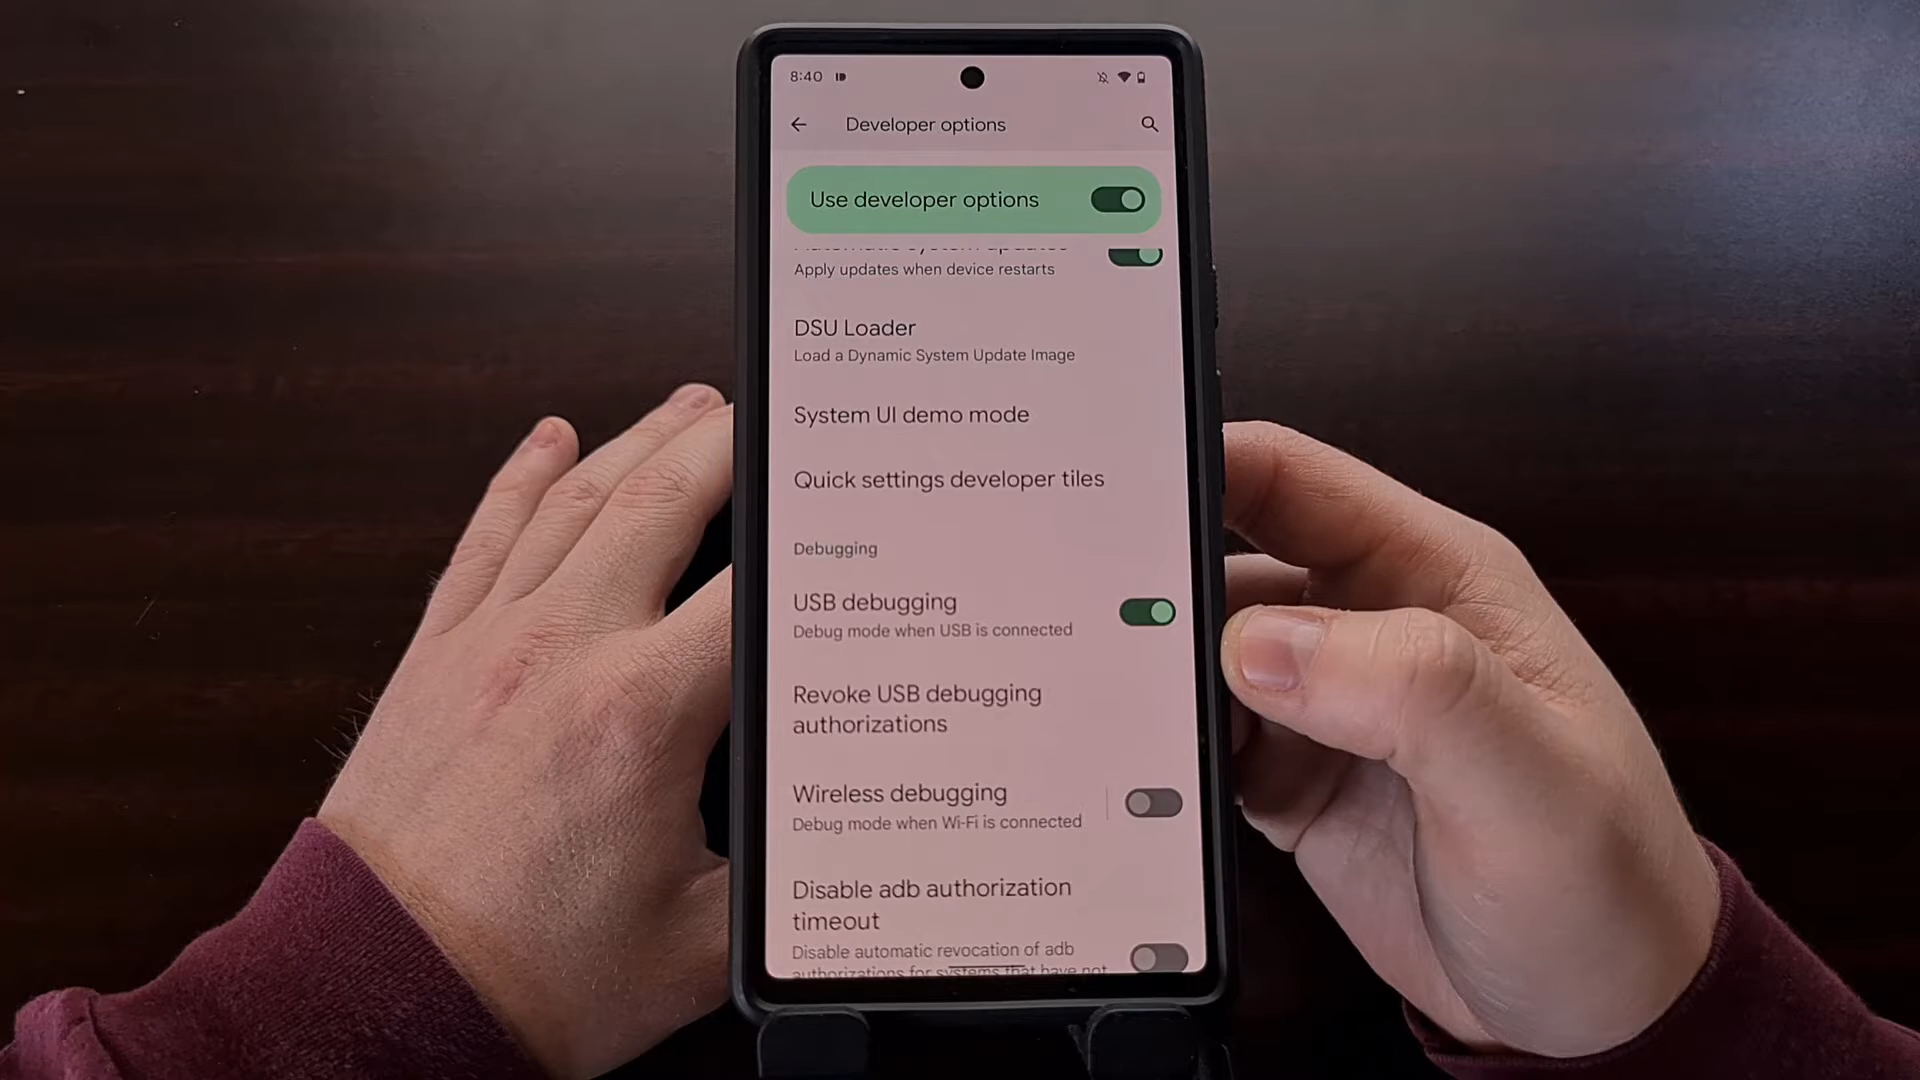 8:40
Developer options
Use developer options
Automatic system updates
Apply updates when device restarts
DSU Loader
Load a Dynamic System Update Image
System UI demo mode
Quick settings developer tiles
Debugging
USB debugging
Debug mode when USB is connected
Revoke USB debugging
authorizations
Wireless debugging
Debug mode when Wi-Fi is connected
Disable adb authorization
timeout
Disable automatic revocation of adb
authorizations for systems that have not